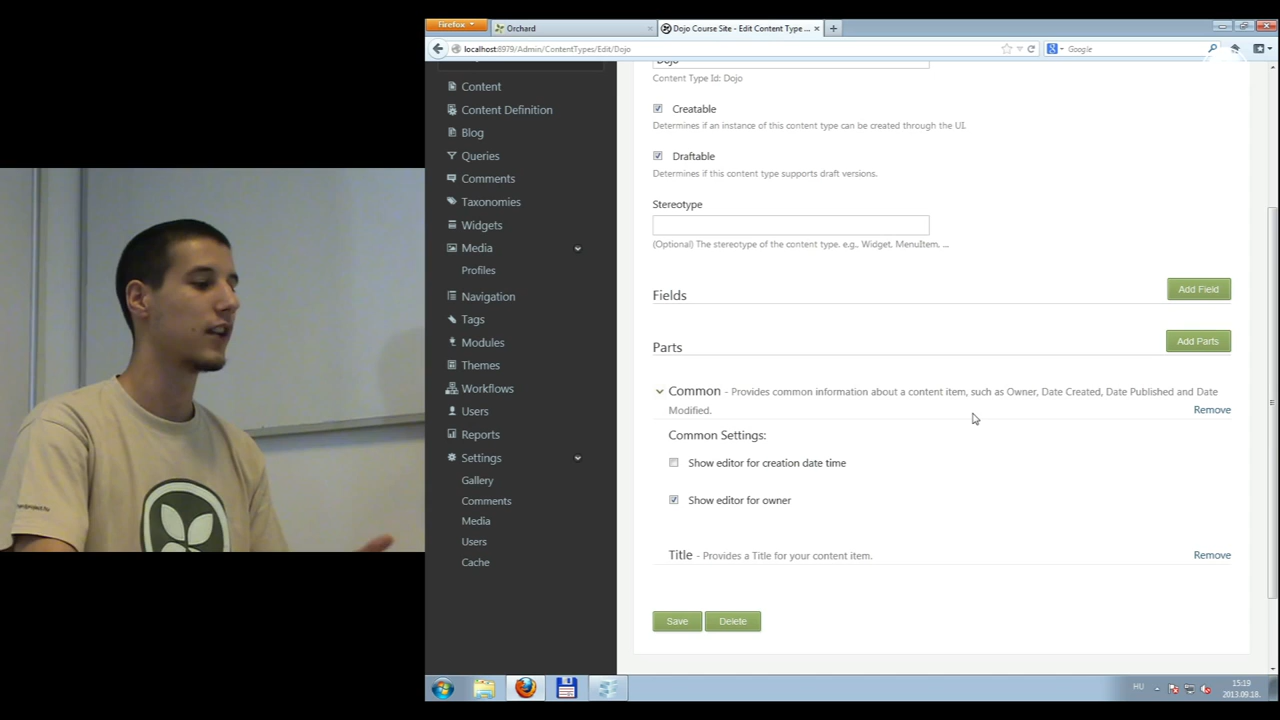 Firefox
Orchard
Dojo Course Site - Edit Content Type ...
localhost:8979/Admin/ContentTypes/Edit/Dojo
Google
Content
Content Definition
Blog
Queries
Comments
Taxonomies
Widgets
Media
Profiles
Navigation
Tags
Modules
Themes
Workflows
Users
Reports
Settings
Gallery
Comments
Media
Users
Cache
Dojo
Content Type Id: Dojo
Creatable
Determines if an instance of this content type can be created through the UI.
Draftable
Determines if this content type supports draft versions.
Stereotype
(Optional) The stereotype of the content type. e.g., Widget, MenuItem, ...
Fields
Add Field
Parts
Add Parts
Common - Provides common information about a content item, such as Owner, Date Created, Date Published and Date
Modified.
Remove
Common Settings:
Show editor for creation date time
Show editor for owner
Title - Provides a Title for your content item.
Remove
Save
Delete
HU
15:19
2013.09.18.